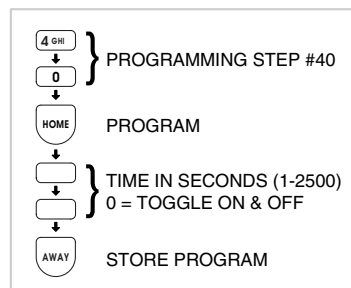 4 GHI
PROGRAMMING STEP #40
0
HOME PROGRAM
TIME IN SECONDS (1-2500)
0 = TOGGLE ON & OFF
AWAY STORE PROGRAM